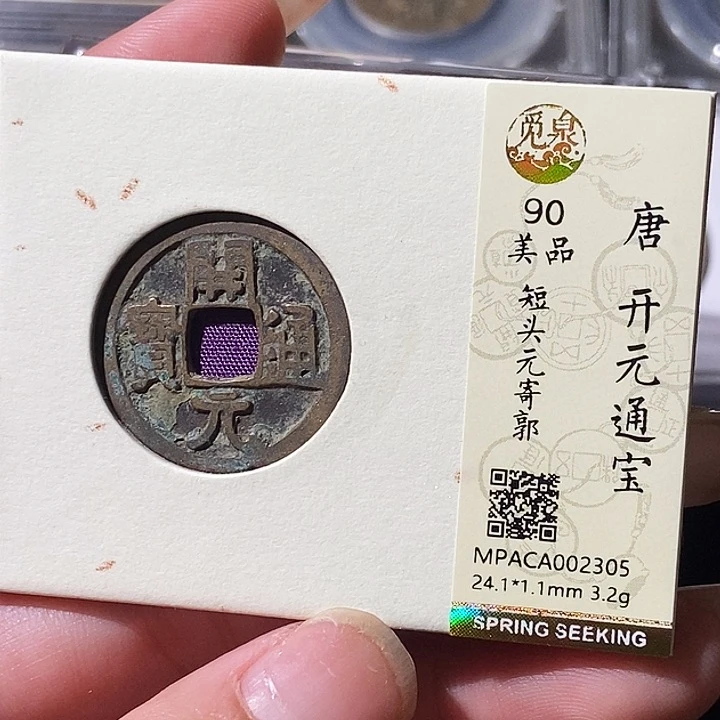 開
元
通
寳
觅泉
90
美品
短头元寄郭
唐 开元通宝
MPACA002305
24.1*1.1mm 3.2g
SPRING SEEKING